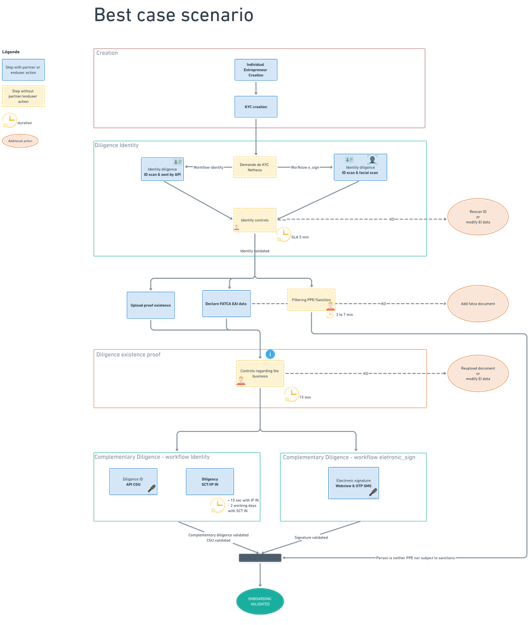 Best case scenario
Légende
Step with partner or
enduser action
Step without
partner/enduser
action
duration
Additional action
Creation
Individual
Entrepreneur
Creation
KYC creation
Diligence Identity
Identity diligence
ID scan & sent by API
Workflow identity
Demande de KYC
Netheos
Workflow e_sign
Identity diligence
ID scan & facial scan
Identity controls
SLA 5 min
KO
Rescan ID
or
modify EI data
Identity validated
Upload proof existence
Declare FATCA EAI data
Filtering PPE-Sanction
3 to 7 min
KO
Add fatca document
Diligence existence proof
i
Controls regarding the
business
15 min
KO
Reupload document
or
modify EI data
Complementary Diligence - workflow Identity
Diligence ID
API CGU
Diligence
SCT/IP IN
~ 10 sec with IP IN
~ 2 working days
with SCT IN
Complementary Diligence - workflow eletronic_sign
Electronic signature
Webview & OTP SMS
Complementary diligence validated
CGU validated
Signature validated
Person is neither PPE nor subject to sanctions
ONBOARDING
VALIDATED